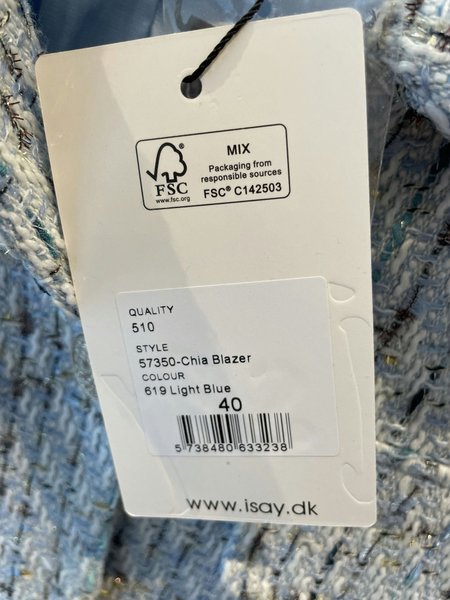 MIX
Packaging from
responsible sources
FSC® C142503
FSC
www.fsc.org
QUALITY
510
STYLE
57350-Chia Blazer
COLOUR
619 Light Blue
40
5 738480 633238
www.isay.dk